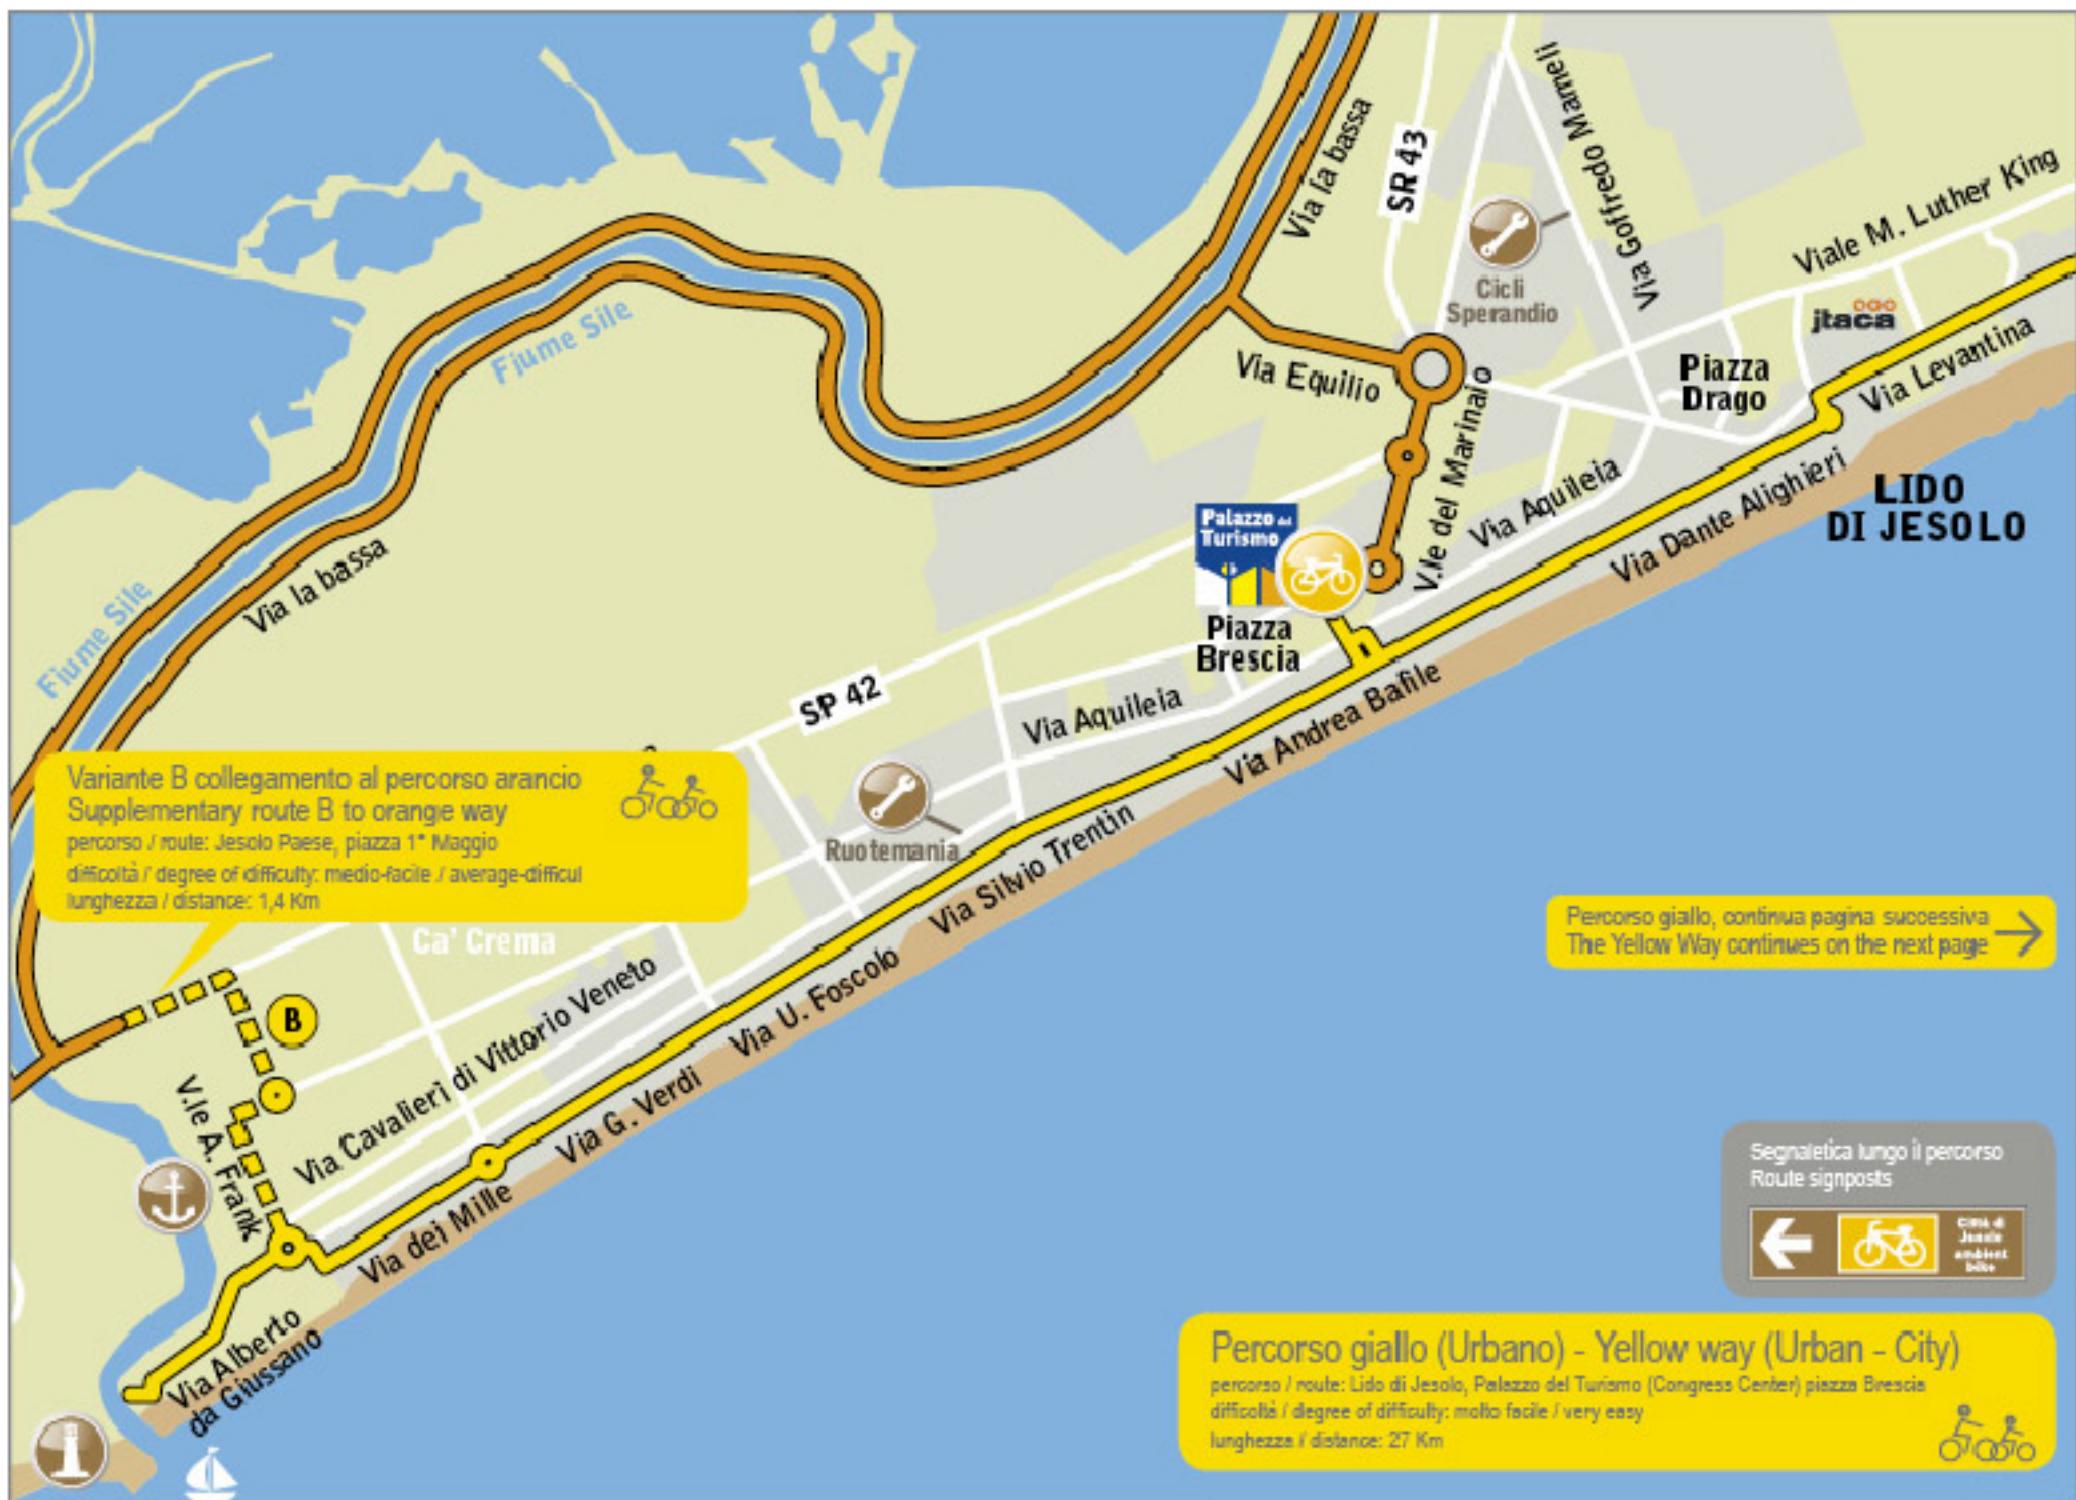 Via Goffredo Mameli
Via la bassa
SR 43
Viale M. Luther King
Cicli
Sperandio
jtaca
Fiume Sile
Via Equilio
Piazza
Drago
Via Levantina
V.le del Marinaio
Via Aquileia
Via Dante Alighieri
LIDO
DI JESOLO
Palazzo del
Turismo
Piazza
Brescia
Via la bassa
Fiume Sile
SP 42
Via Aquileia
Via Andrea Bafile
Ruotemania
Via Silvio Trentin
Variante B collegamento al percorso arancio
Supplementary route B to orange way
percorso / route: Jesolo Paese, piazza 1° Maggio
difficoltà / degree of difficulty: medio-facile / average-difficul
lunghezza / distance: 1,4 Km
Ca' Crema
Percorso giallo, continua pagina successiva
The Yellow Way continues on the next page
B
Via Cavalieri di Vittorio Veneto
Via U. Foscolo
Via G. Verdi
V.le A. Frank
Via dei Mille
Via Alberto
da Giussano
Segnaletica lungo il percorso
Route signposts
Città di
Jesolo
ambient
bike
Percorso giallo (Urbano) - Yellow way (Urban - City)
percorso / route: Lido di Jesolo, Palazzo del Turismo (Congress Center) piazza Brescia
difficoltà / degree of difficulty: molto facile / very easy
lunghezza / distance: 27 Km